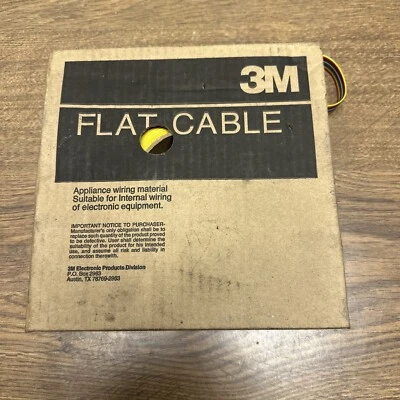 3M
FLAT CABLE
Appliance wiring material
Suitable for Internal wiring
of electronic equipment.
IMPORTANT NOTICE TO PURCHASER-
Manufacturer's only obligation shall be to
replace such quantity of the product proved
to be defective. User shall determine the
suitability of the product for his intended
use, and assume all risk and liability in
connection therewith.
3M Electronic Products Division
P.O. Box 2963
Austin, TX 78769-2963